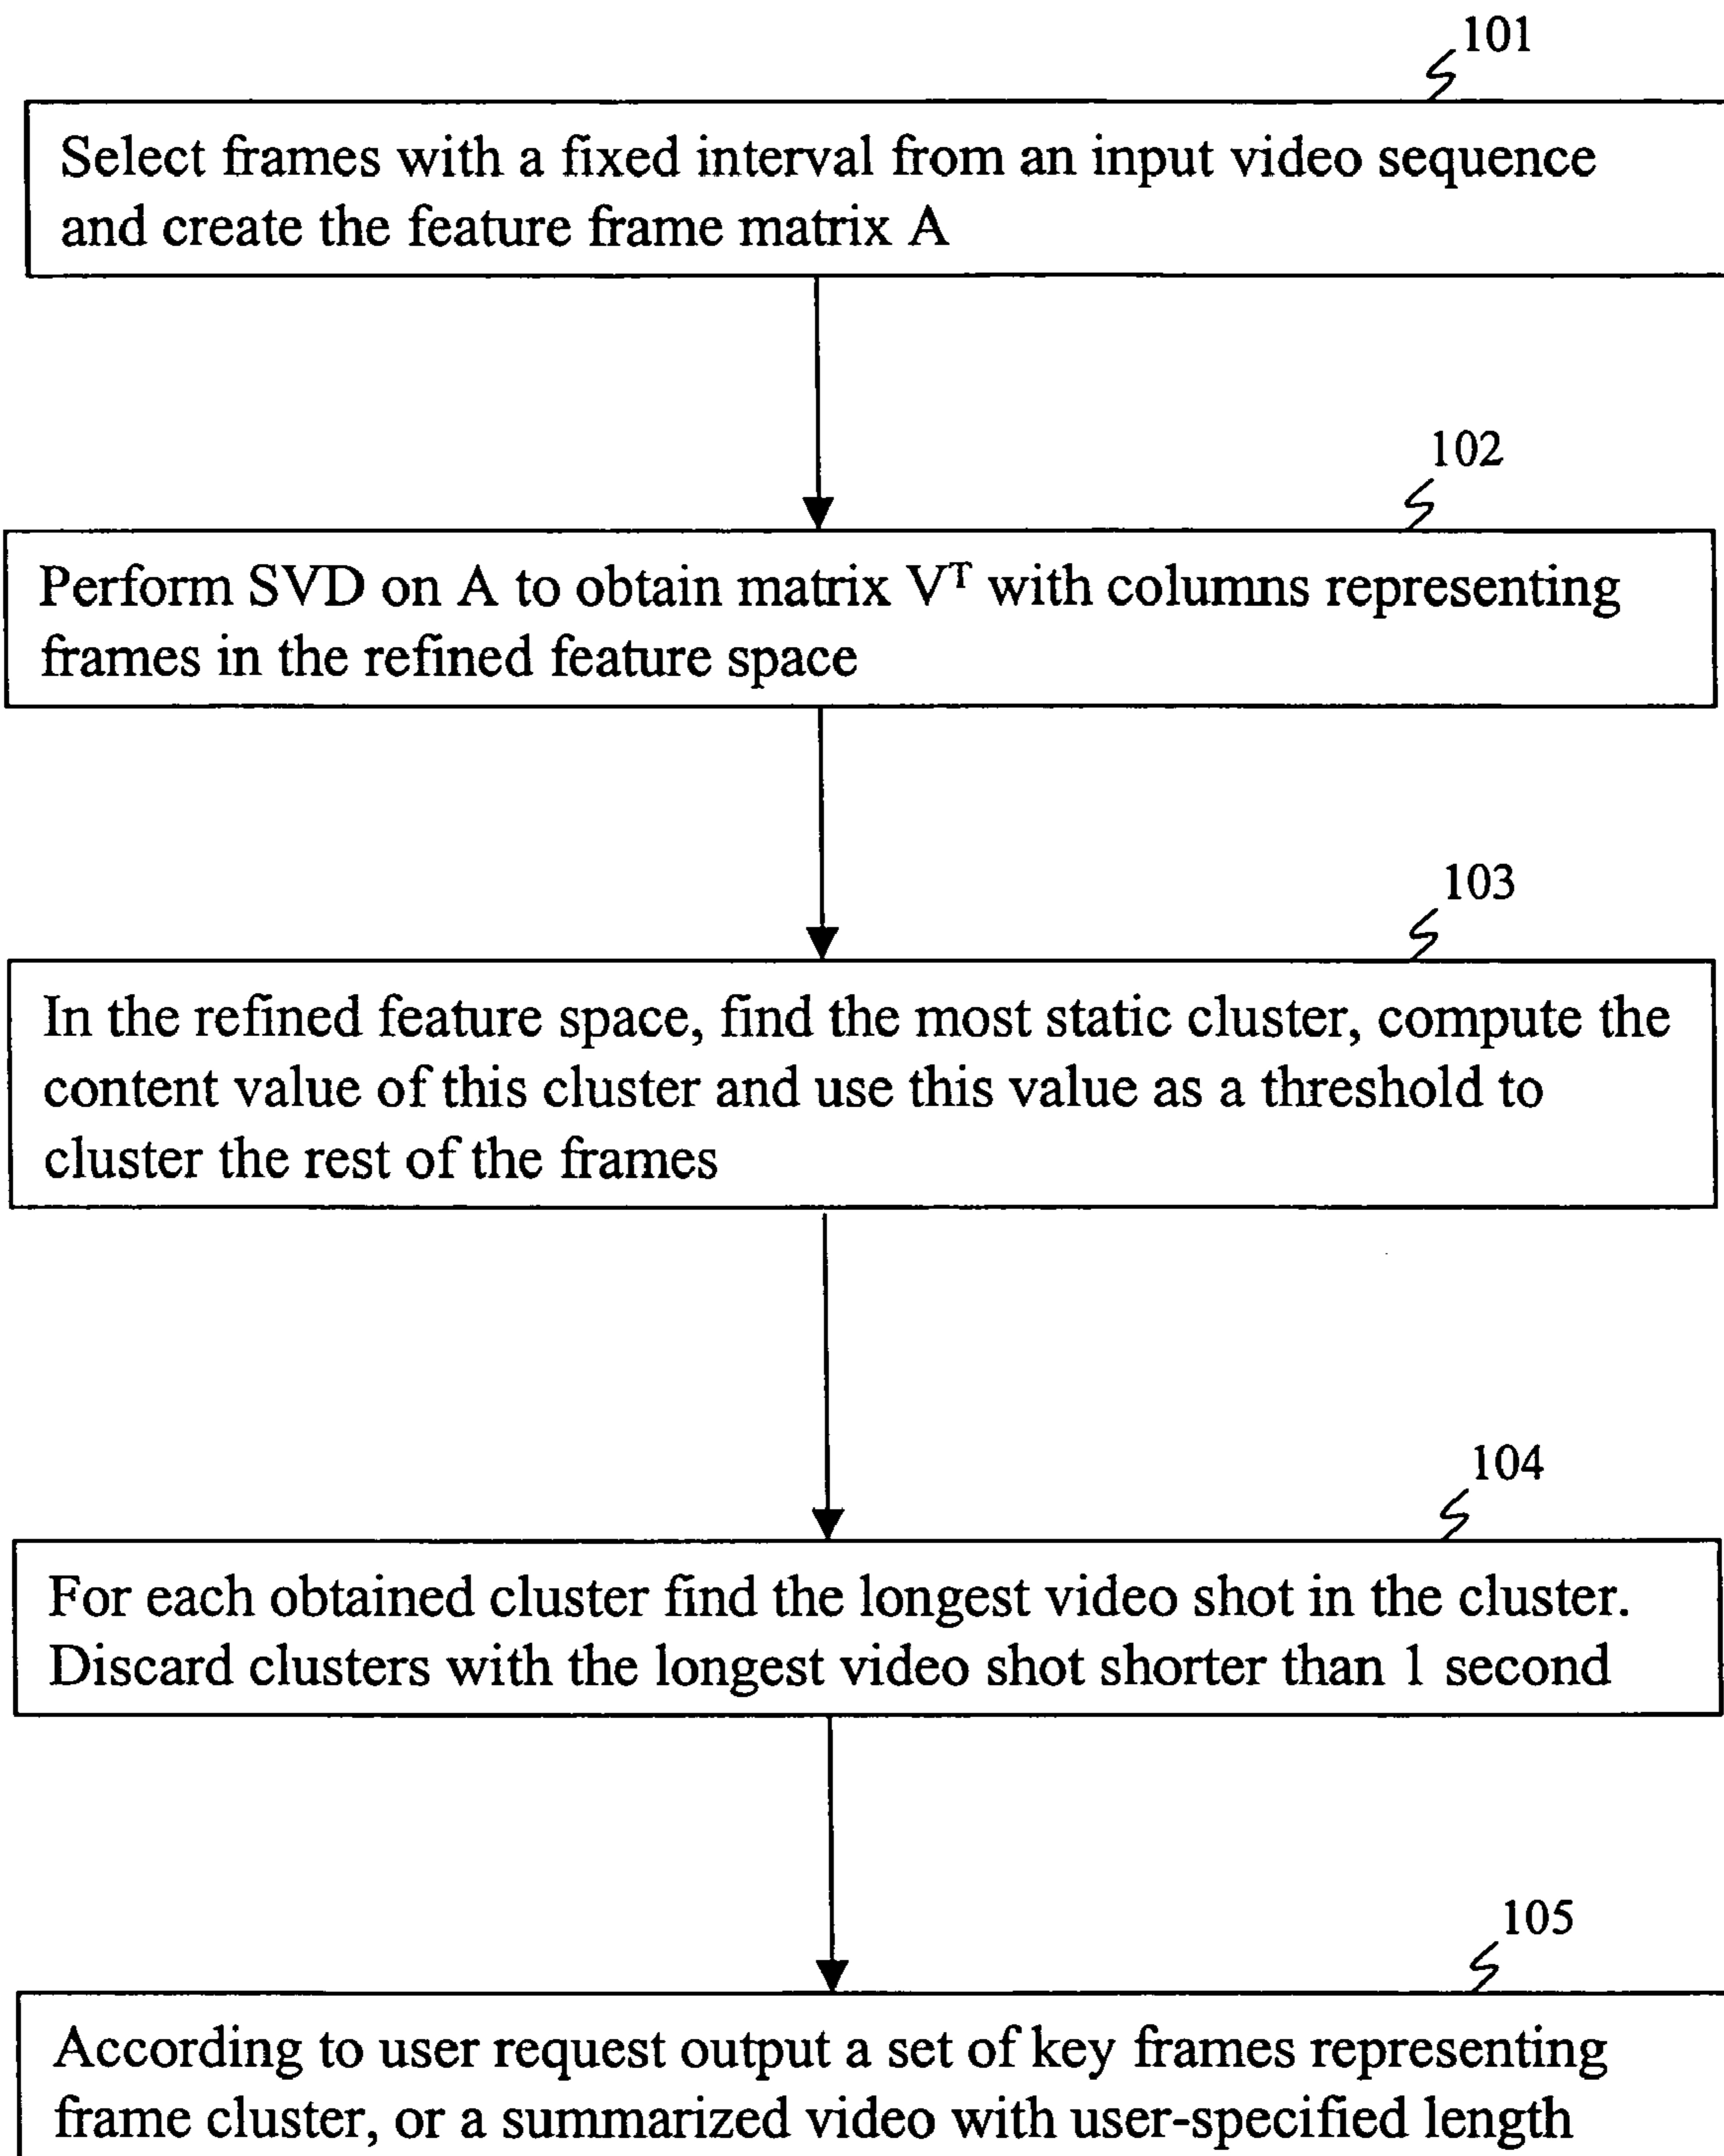 101
Select frames with a fixed interval from an input video sequence
and create the feature frame matrix A
102
Perform SVD on A to obtain matrix Vᵀ with columns representing
frames in the refined feature space
103
In the refined feature space, find the most static cluster, compute the
content value of this cluster and use this value as a threshold to
cluster the rest of the frames
104
For each obtained cluster find the longest video shot in the cluster.
Discard clusters with the longest video shot shorter than 1 second
105
According to user request output a set of key frames representing
frame cluster, or a summarized video with user-specified length